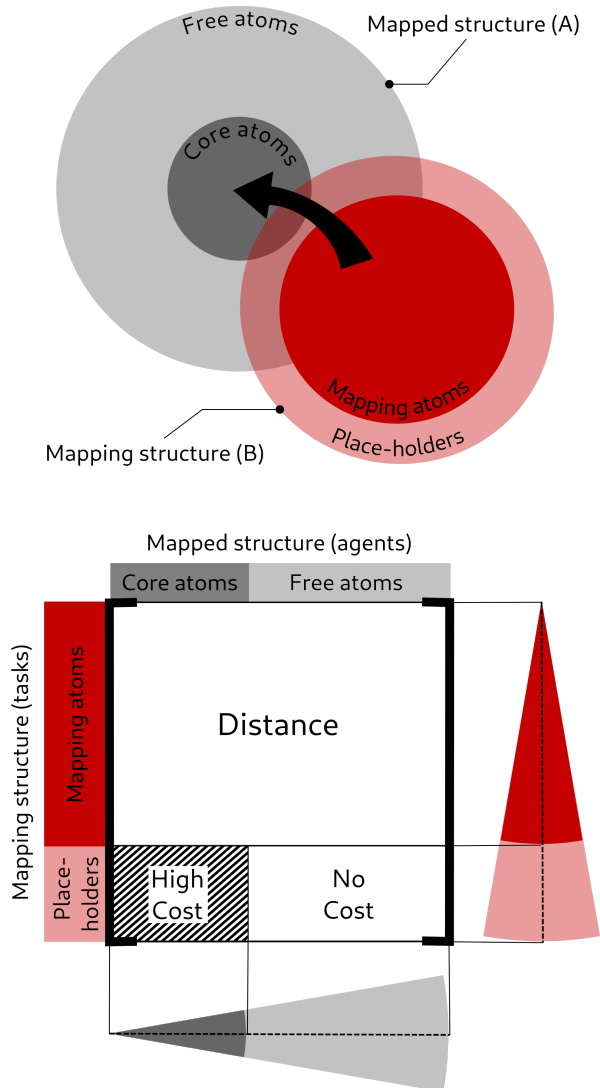 Free atoms
Mapped structure (A)
Core atoms
Mapping atoms
Place-holders
Mapping structure (B)
Mapped structure (agents)
Core atoms
Free atoms
Mapping structure (tasks)
Mapping atoms
Distance
Place-
holders
High
Cost
No
Cost